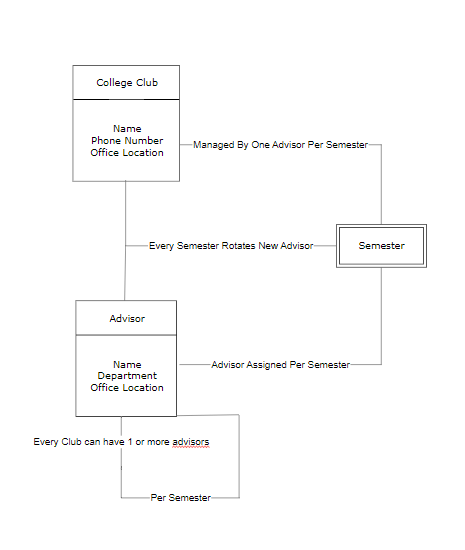 College Club
Name
Phone Number
Office Location
Managed By One Advisor Per Semester
Every Semester Rotates New Advisor
Semester
Advisor
Name
Department
Office Location
Advisor Assigned Per Semester
Every Club can have 1 or more advisors
Per Semester